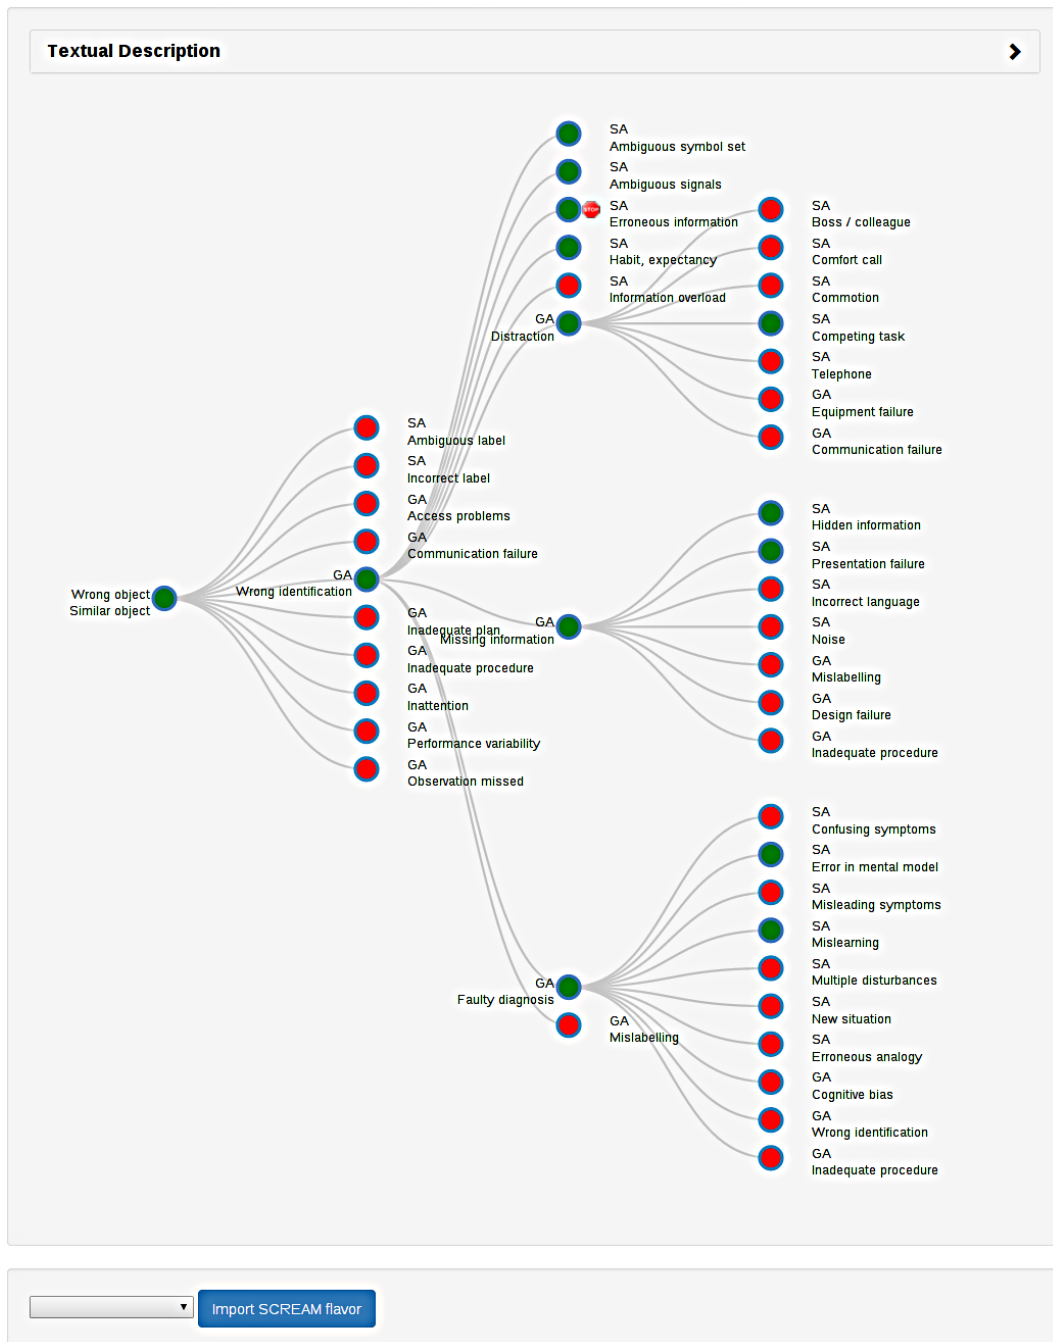 Textual Description
SA
Ambiguous symbol set
SA
Ambiguous signals
STOP
SA
Erroneous information
SA
Habit, expectancy
SA
Information overload
GA
Distraction
SA
Boss / colleague
SA
Comfort call
SA
Commotion
SA
Competing task
SA
Telephone
GA
Equipment failure
GA
Communication failure
SA
Ambiguous label
SA
Incorrect label
GA
Access problems
GA
Communication failure
GA
Wrong identification
Wrong object
Similar object
GA
Inadequate plan
GA
Inadequate procedure
GA
Inattention
GA
Performance variability
GA
Observation missed
GA
Missing information
SA
Hidden information
SA
Presentation failure
SA
Incorrect language
SA
Noise
GA
Mislabelling
GA
Design failure
GA
Inadequate procedure
GA
Faulty diagnosis
GA
Mislabelling
SA
Confusing symptoms
SA
Error in mental model
SA
Misleading symptoms
SA
Mislearning
SA
Multiple disturbances
SA
New situation
SA
Erroneous analogy
GA
Cognitive bias
GA
Wrong identification
GA
Inadequate procedure
Import SCREAM flavor